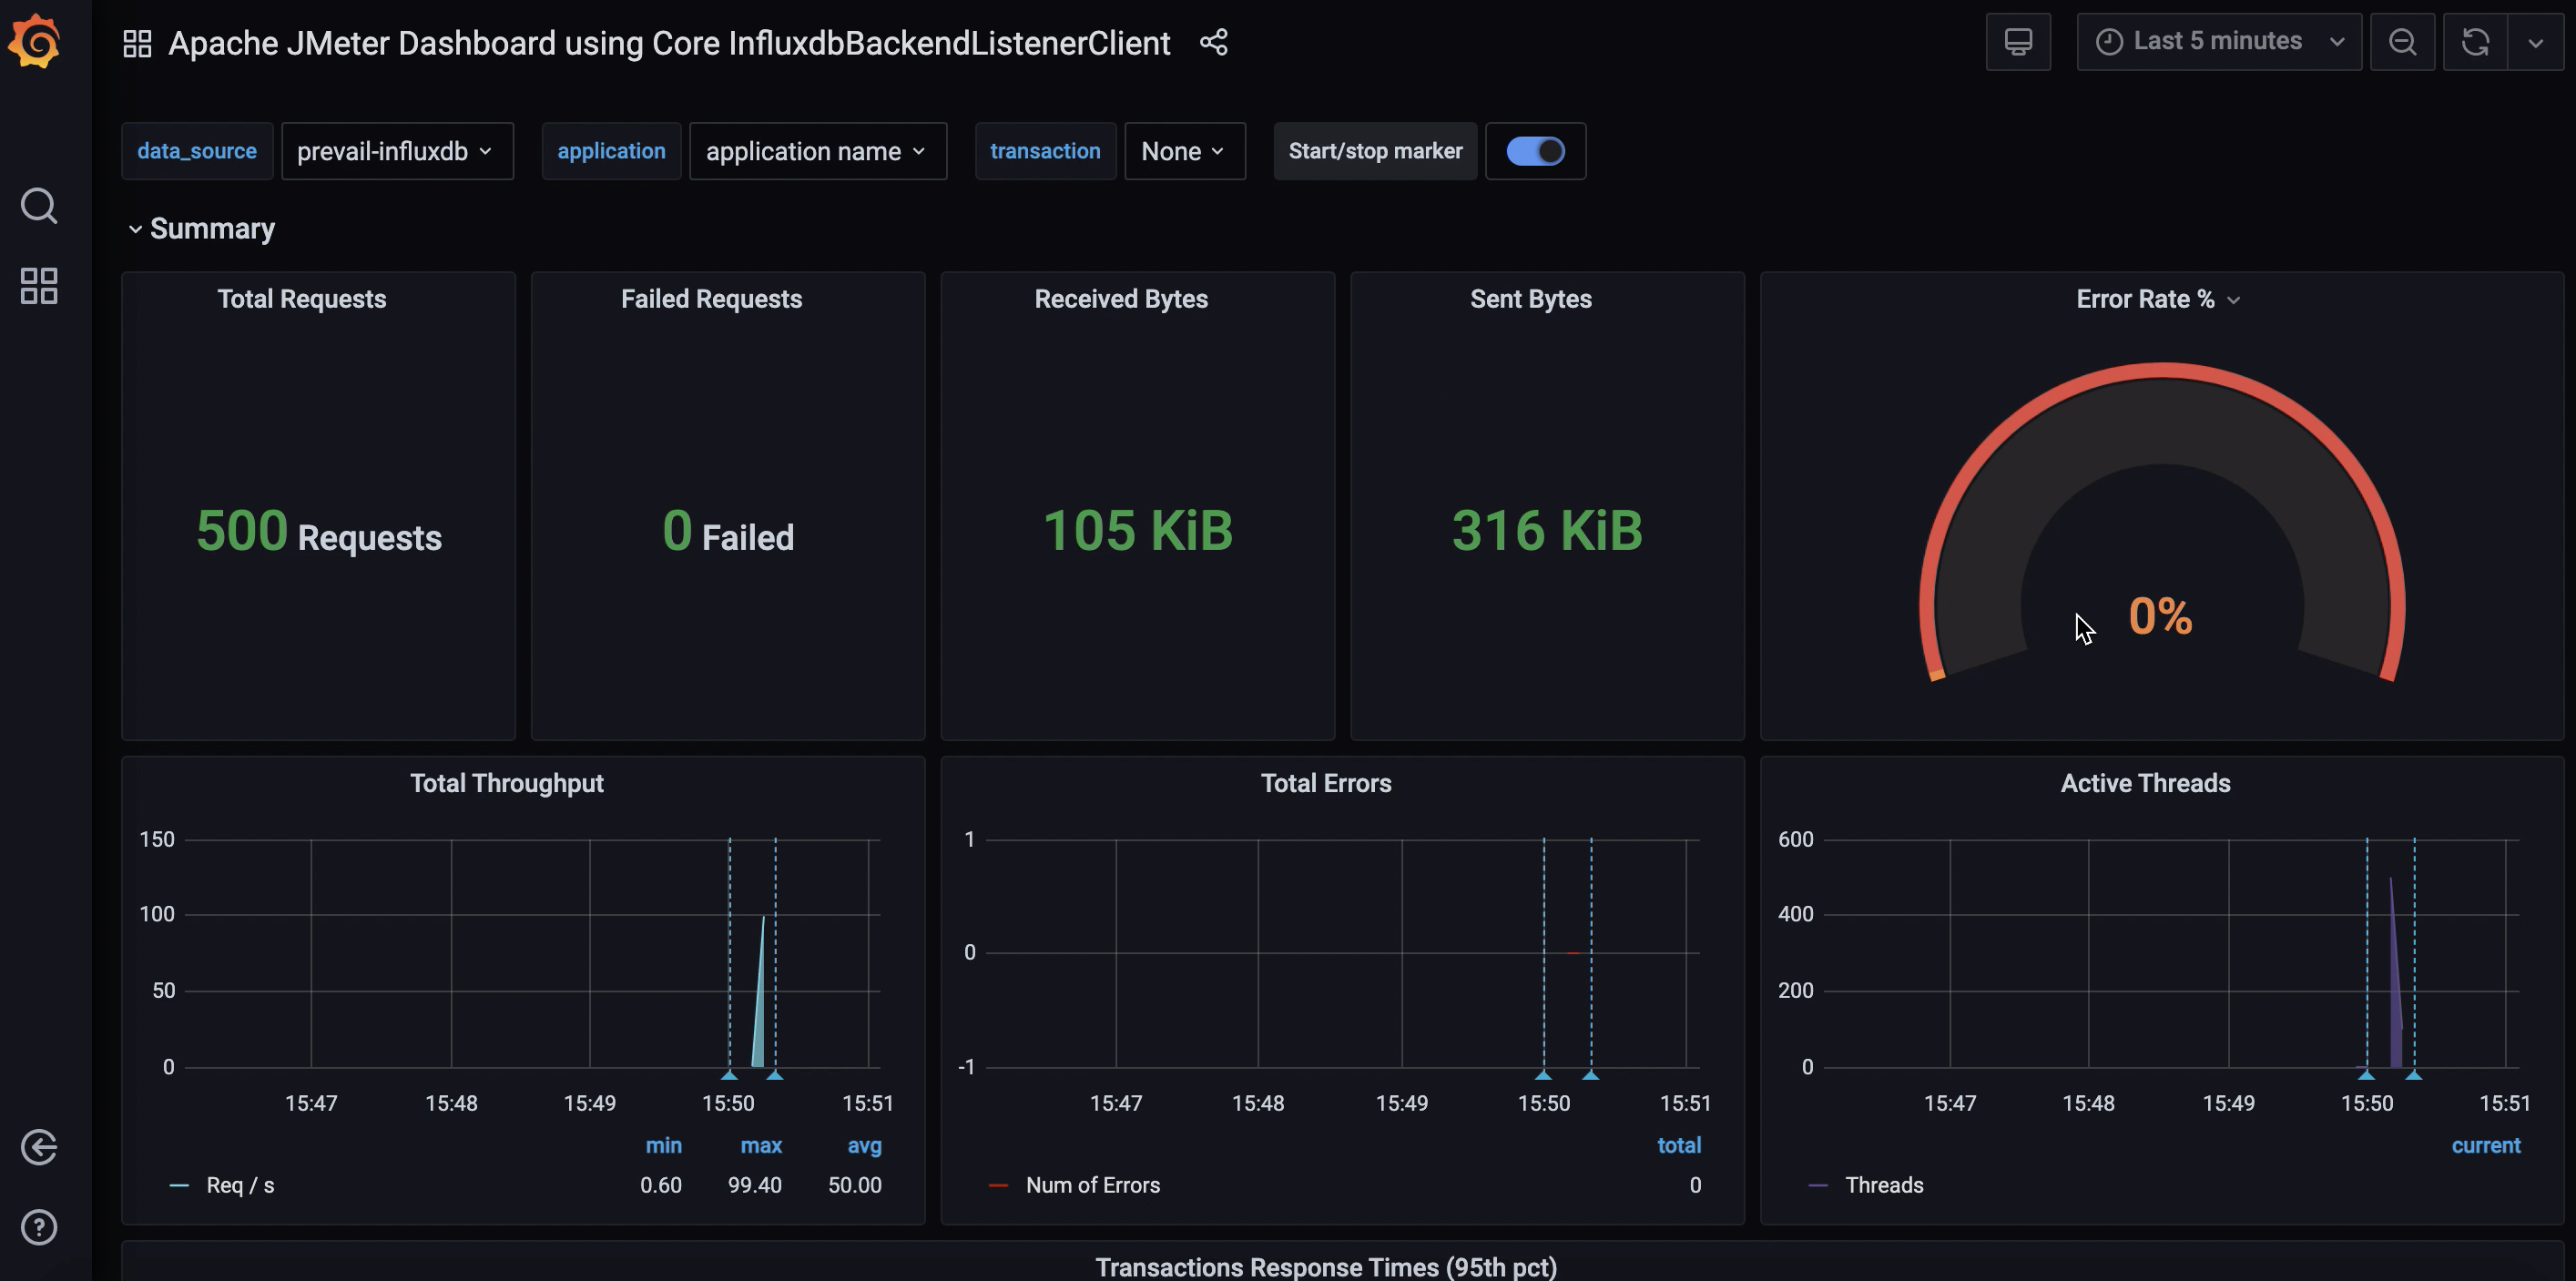 Apache JMeter Dashboard using Core InfluxdbBackendListenerClient
Last 5 minutes
data_source prevail-influxdb application application name transaction None Start/stop marker
Summary
Total Requests
500 Requests
Failed Requests
0 Failed
Received Bytes
105 KiB
Sent Bytes
316 KiB
Error Rate %
0%
Total Throughput
150
100
50
0
15:47 15:48 15:49 15:50 15:51
min max avg
Req / s 0.60 99.40 50.00
Total Errors
1
0
-1
15:47 15:48 15:49 15:50 15:51
total
Num of Errors 0
Active Threads
600
400
200
0
15:47 15:48 15:49 15:50 15:51
current
Threads
Transactions Response Times (95th pct)